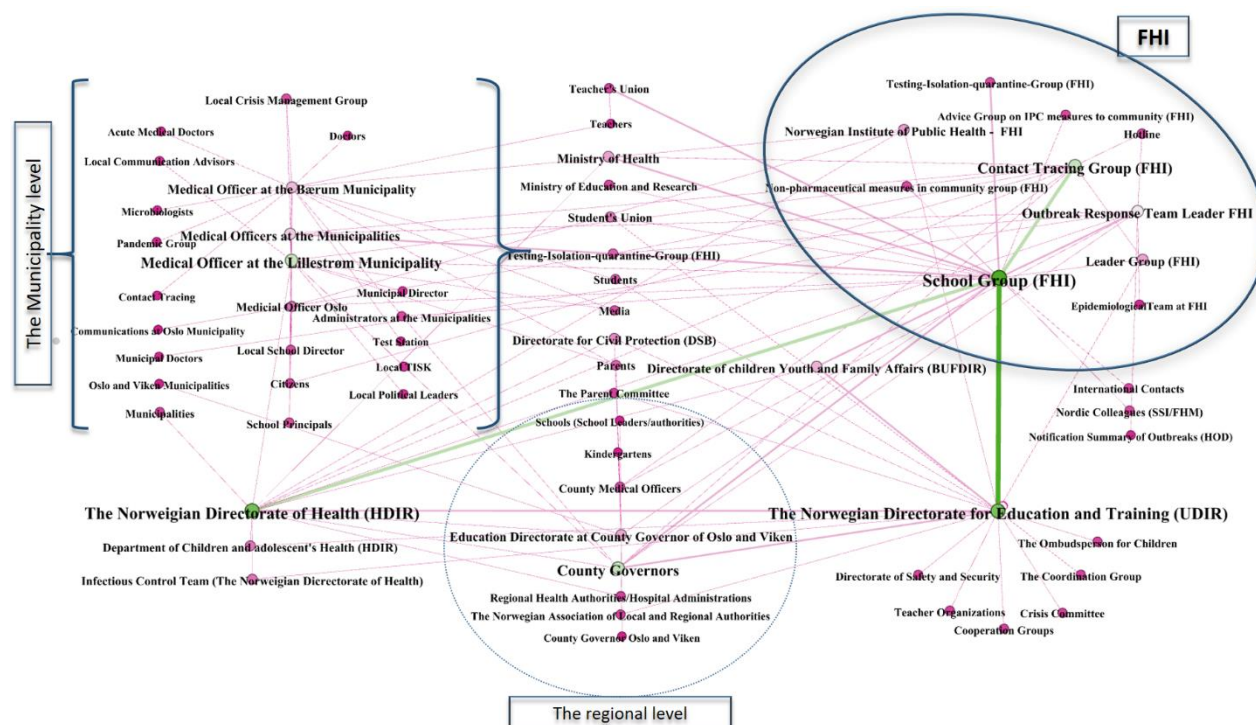 FHI
The Municipality level
Local Crisis Management Group
Acute Medical Doctors
Doctors
Local Communication Advisors
Medical Officer at the Bærum Municipality
Microbiologists
Medical Officers at the Municipalities
Pandemic Group
Medical Officer at the Lillestrøm Municipality
Contact Tracing
Municipal Director
Medicial Officer Oslo
Administrators at the Municipalities
Communications at Oslo Municipality
Test Station
Local School Director
Municipal Doctors
Local TISK
Oslo and Viken Municipalities
Citizens
Local Political Leaders
Municipalities
School Principals
Teacher's Union
Teachers
Ministry of Health
Ministry of Education and Research
Student's Union
Testing-Isolation-quarantine-Group (FHI)
Students
Media
Directorate for Civil Protection (DSB)
Parents
Directorate of children Youth and Family Affairs (BUFDIR)
The Parent Committee
Schools (School Leaders/authorities)
Kindergartens
County Medical Officers
Education Directorate at County Governor of Oslo and Viken
County Governors
Regional Health Authorities/Hospital Administrations
The Norwegian Association of Local and Regional Authorities
County Governor Oslo and Viken
The regional level
Testing-Isolation-quarantine-Group (FHI)
Advice Group on IPC measures to community (FHI)
Norwegian Institute of Public Health - FHI
Hotline
Contact Tracing Group (FHI)
Non-pharmaceutical measures in community group (FHI)
Outbreak Response Team Leader FHI
Leader Group (FHI)
School Group (FHI)
EpidemiologicalTeam at FHI
International Contacts
Nordic Colleagues (SSI/FHM)
Notification Summary of Outbreaks (HOD)
The Norweigian Directorate of Health (HDIR)
Department of Children and adolescent's Health (HDIR)
Infectious Control Team (The Norweigian Dicrectorate of Health)
The Norwegian Directorate for Education and Training (UDIR)
The Ombudsperson for Children
Directorate of Safety and Security
The Coordination Group
Teacher Organizations
Crisis Committee
Cooperation Groups